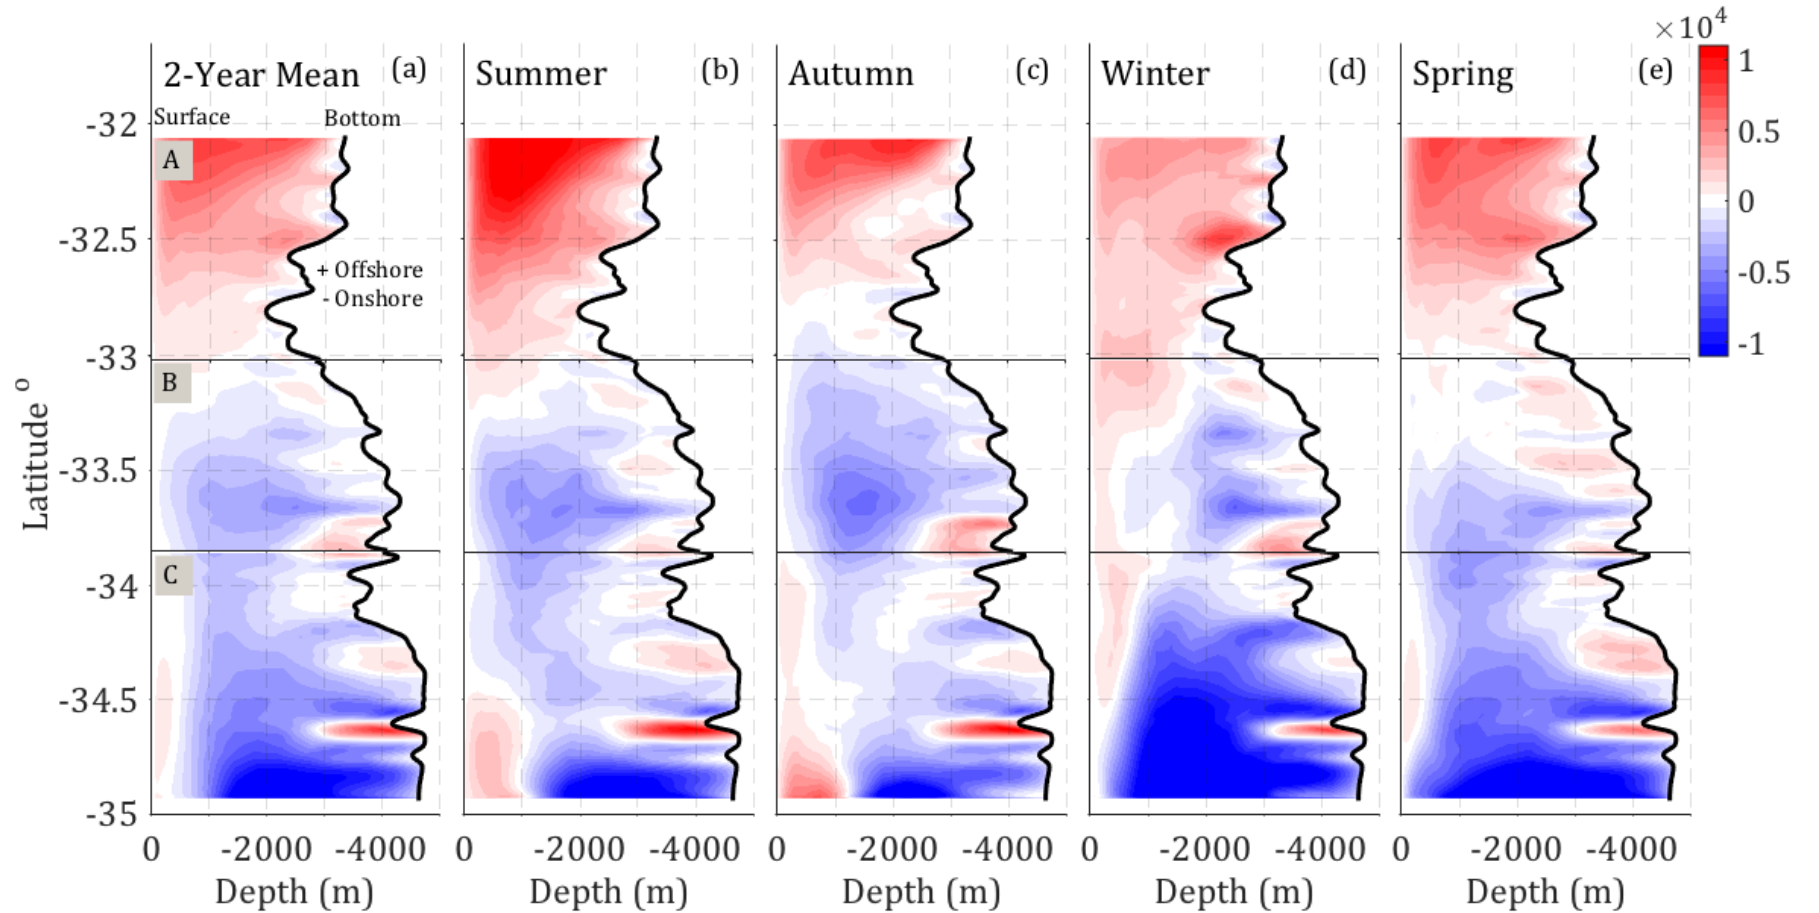 ×10⁴
2-Year Mean (a) Summer (b) Autumn (c) Winter (d) Spring (e)
1
Surface Bottom
-32
0.5
A
0
-32.5
+ Offshore
-0.5
- Onshore
-1
-33
B
-33.5
Latitude °
C
-34
-34.5
-35
0 -2000 -4000 0 -2000 -4000 0 -2000 -4000 0 -2000 -4000 0 -2000 -4000
Depth (m) Depth (m) Depth (m) Depth (m) Depth (m)